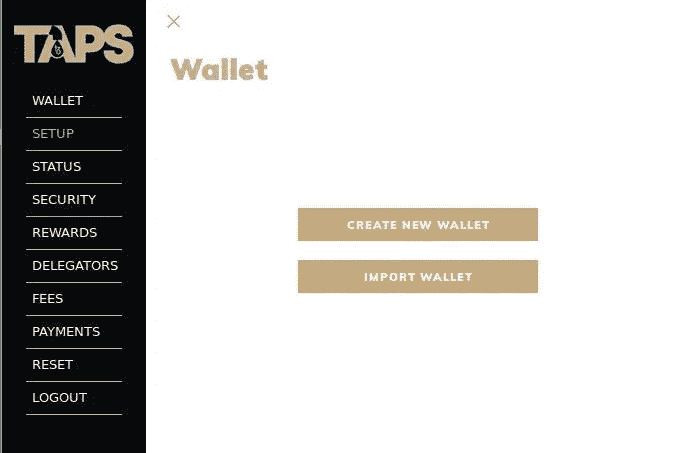 TAPS
WALLET
SETUP
STATUS
SECURITY
REWARDS
DELEGATORS
FEES
PAYMENTS
RESET
LOGOUT
Wallet
CREATE NEW WALLET
IMPORT WALLET